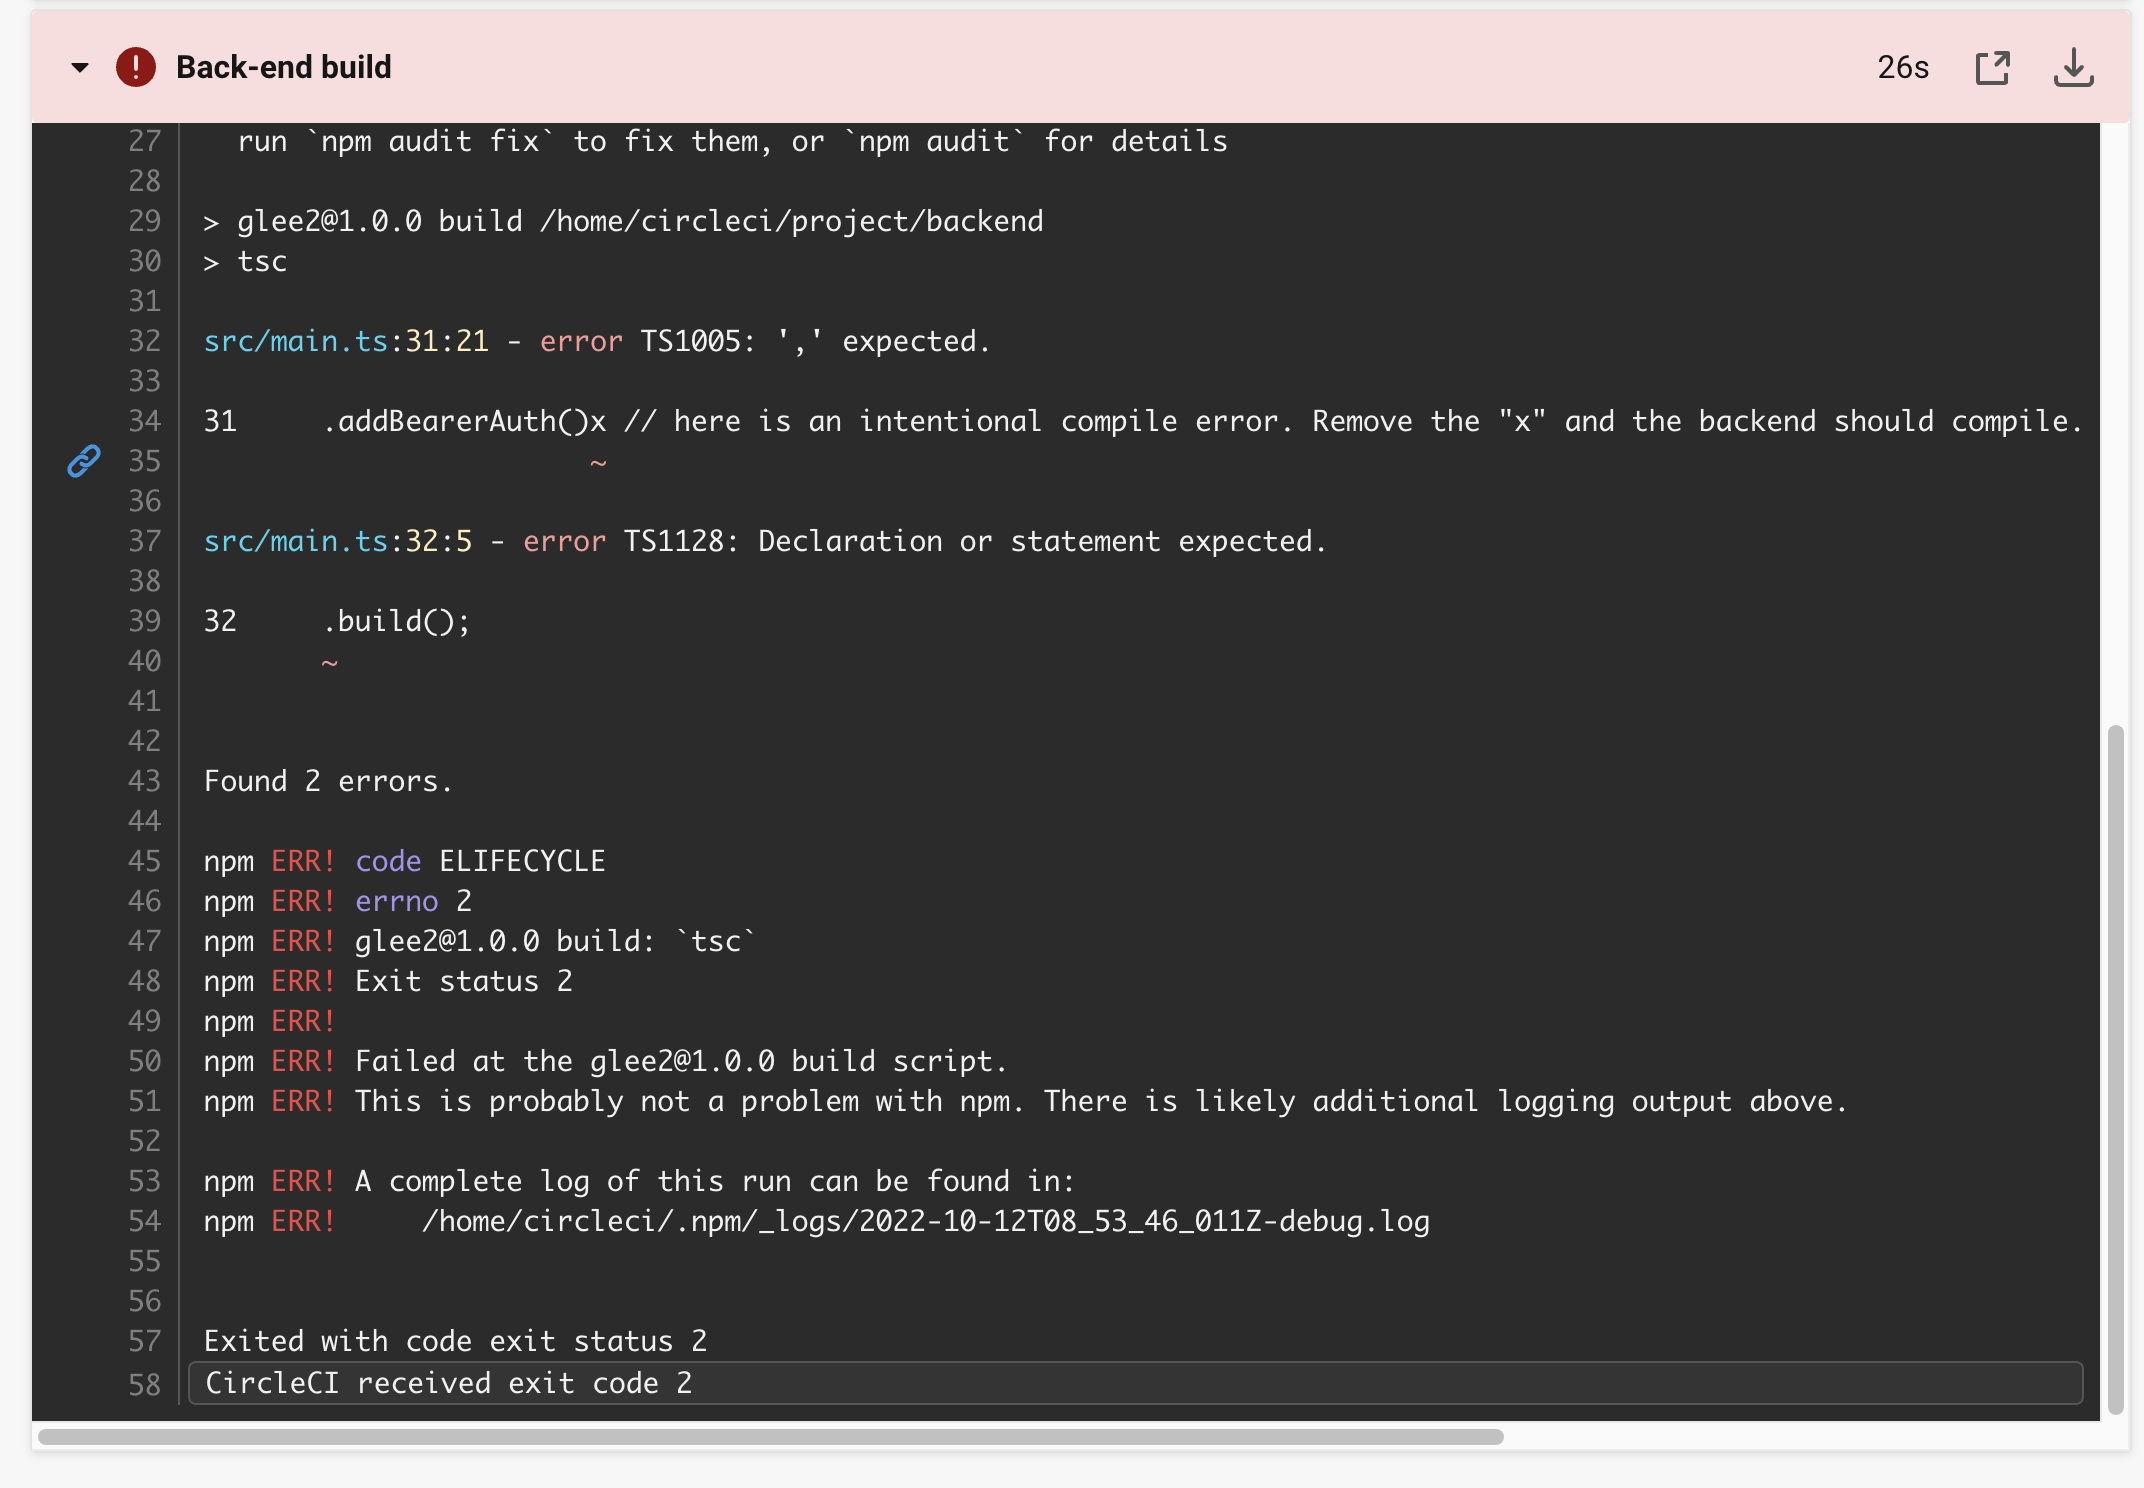 Back-end build 26s
27 run `npm audit fix` to fix them, or `npm audit` for details
28
29 > glee2@1.0.0 build /home/circleci/project/backend
30 > tsc
31
32 src/main.ts:31:21 - error TS1005: ',' expected.
33
34 31     .addBearerAuth()x // here is an intentional compile error. Remove the "x" and the backend should compile.
35                       ~
36
37 src/main.ts:32:5 - error TS1128: Declaration or statement expected.
38
39 32     .build();
40       ~
41
42
43 Found 2 errors.
44
45 npm ERR! code ELIFECYCLE
46 npm ERR! errno 2
47 npm ERR! glee2@1.0.0 build: `tsc`
48 npm ERR! Exit status 2
49 npm ERR!
50 npm ERR! Failed at the glee2@1.0.0 build script.
51 npm ERR! This is probably not a problem with npm. There is likely additional logging output above.
52
53 npm ERR! A complete log of this run can be found in:
54 npm ERR!     /home/circleci/.npm/_logs/2022-10-12T08_53_46_011Z-debug.log
55
56
57 Exited with code exit status 2
58 CircleCI received exit code 2